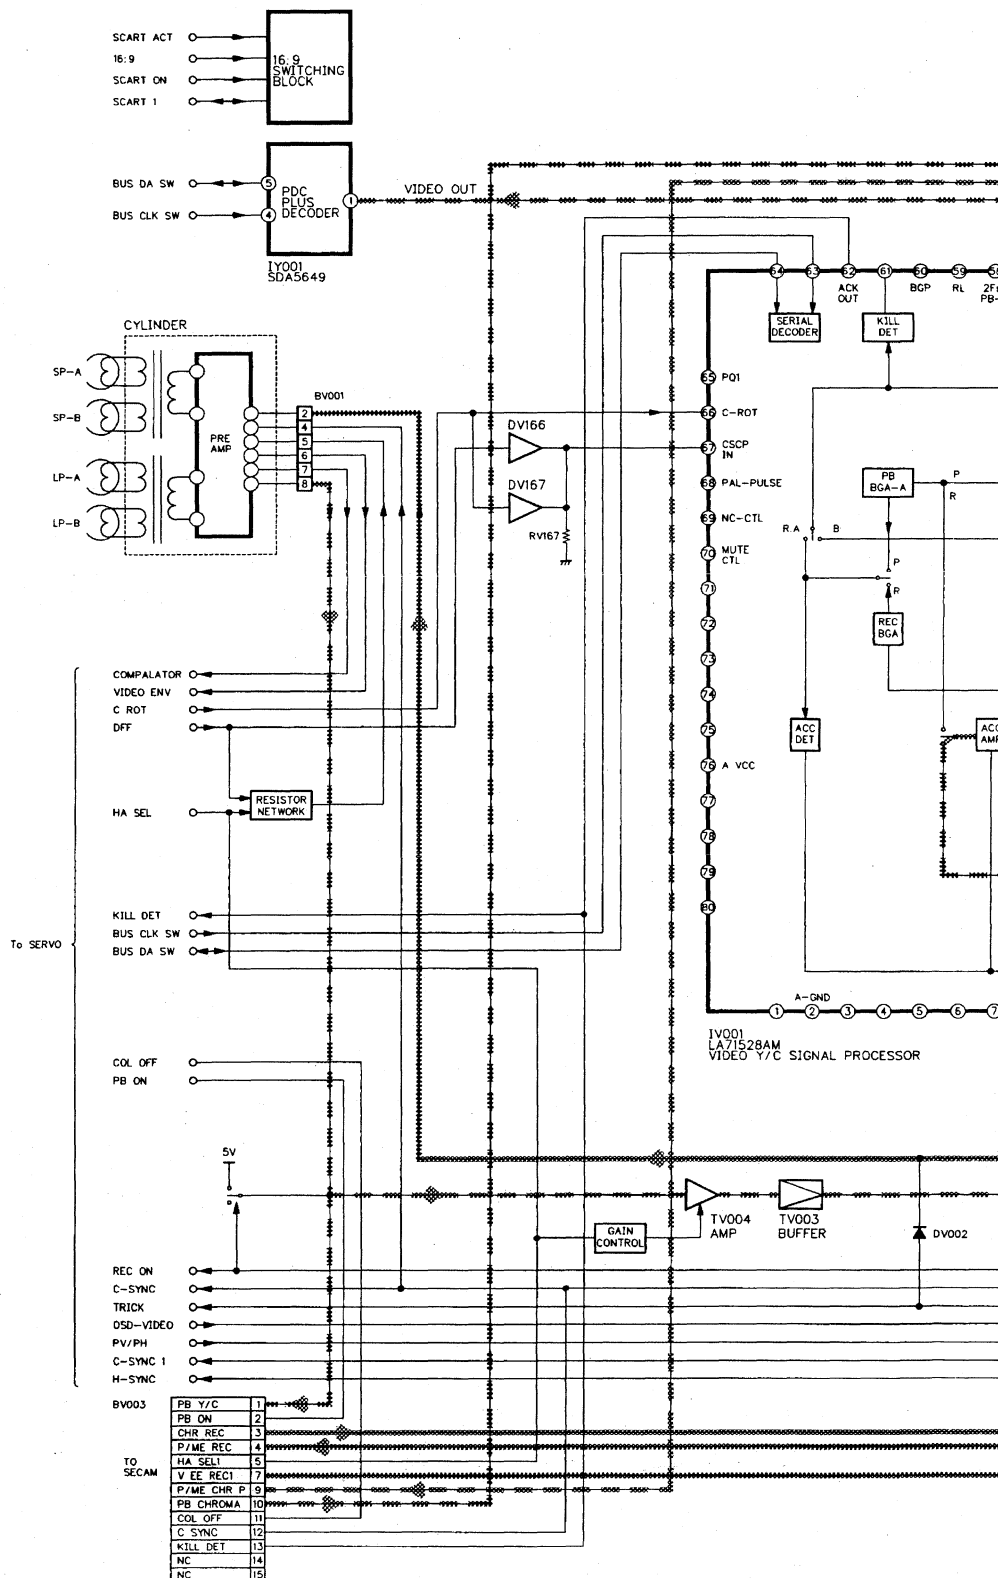 SCART ACT
16:9
SCART ON
SCART 1
16:9
SWITCHING
BLOCK
BUS DA SW
BUS CLK SW
5
4
PDC
PLUS
DECODER
1
VIDEO OUT
IY001
SDA5649
64
63
62
61
60
59
ACK
OUT
BGP
RL
SERIAL
DECODER
KILL
DET
CYLINDER
SP-A
SP-B
LP-A
LP-B
PRE
AMP
BV001
2
4
5
6
7
8
DV166
DV167
RV167
65 PQ1
66 C-ROT
67 CSCP
IN
68 PAL-PULSE
69 NC-CTL
70 MUTE
CTL
71
72
73
74
75
76 A VCC
77
78
79
80
PB
BGA-A
P
R
R.A
B
P
R
REC
BGA
ACC
DET
COMPALATOR
VIDEO ENV
C ROT
DFF
RESISTOR
NETWORK
HA SEL
To SERVO
KILL DET
BUS CLK SW
BUS DA SW
A-GND
1
2
3
4
5
6
7
IV001
LA71528AM
VIDEO Y/C SIGNAL PROCESSOR
COL OFF
PB ON
5V
TV004
AMP
TV003
BUFFER
GAIN
CONTROL
DV002
REC ON
C-SYNC
TRICK
OSD-VIDEO
PV/PH
C-SYNC 1
H-SYNC
BV003
TO
SECAM
PB Y/C 1
PB ON 2
CHR REC 3
P/ME REC 4
HA SEL1 5
V EE REC1 7
P/ME CHR P 9
PB CHROMA 10
COL OFF 11
C SYNC 12
KILL DET 13
NC 14
NC 15